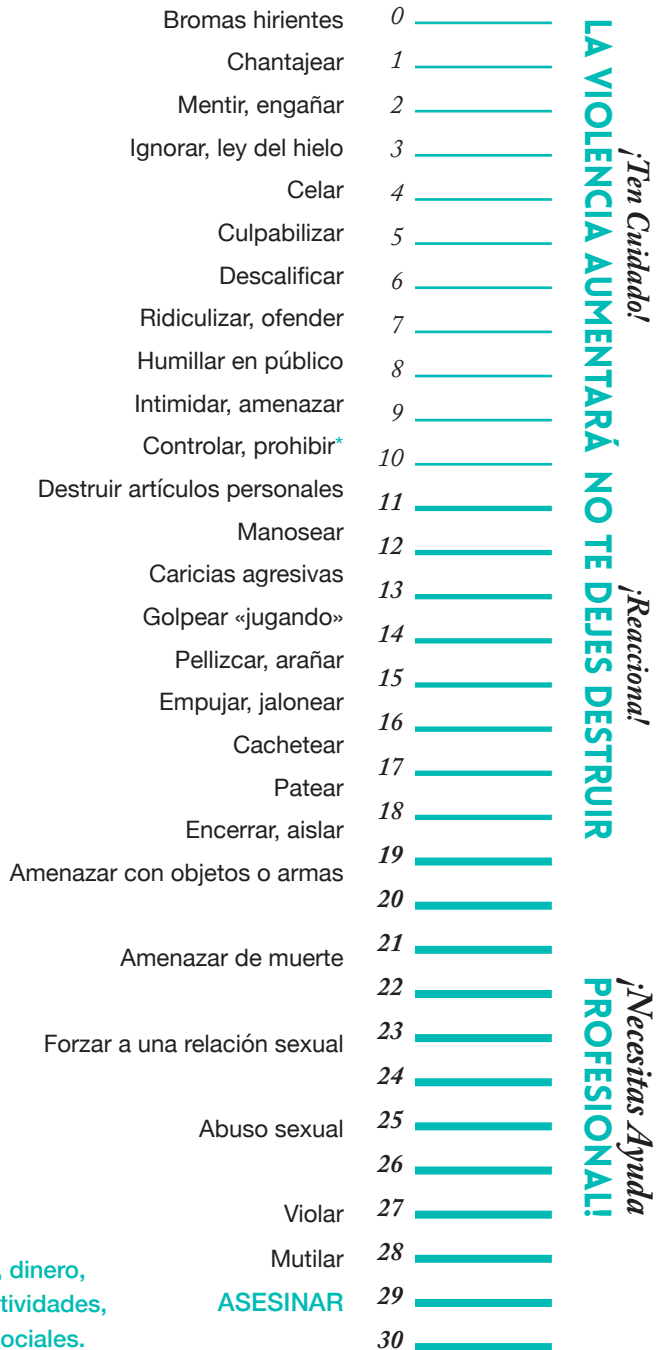 Bromas hirientes 0
Chantajear 1
Mentir, engañar 2
Ignorar, ley del hielo 3
Celar 4
Culpabilizar 5
Descalificar 6
Ridiculizar, ofender 7
Humillar en público 8
Intimidar, amenazar 9
Controlar, prohibir* 10
Destruir artículos personales 11
Manosear 12
Caricias agresivas 13
Golpear «jugando» 14
Pellizcar, arañar 15
Empujar, jalonear 16
Cachetear 17
Patear 18
Encerrar, aislar 19
Amenazar con objetos o armas 20
21
Amenazar de muerte 22
23
Forzar a una relación sexual 24
25
Abuso sexual 26
Violar 27
Mutilar 28
ASESINAR 29
30
, dinero,
tividades,
ociales.
¡Ten Cuidado!
LA VIOLENCIA AUMENTARÁ
¡Reacciona!
NO TE DEJES DESTRUIR
¡Necesitas Ayuda
PROFESIONAL!